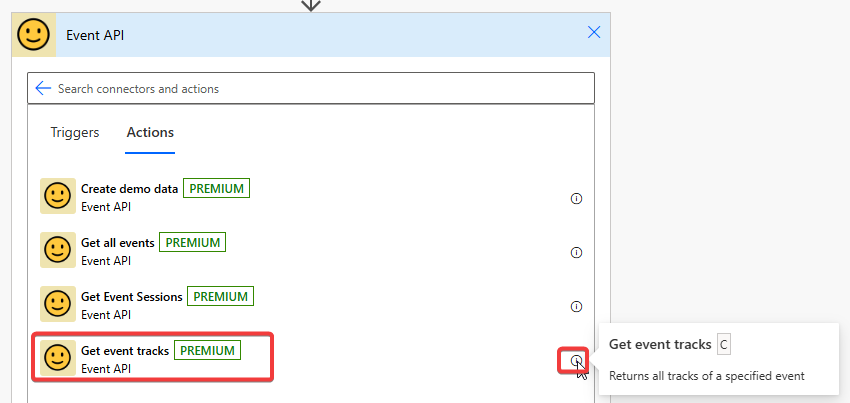 Event API
Search connectors and actions
Triggers Actions
Create demo data PREMIUM
Event API
Get all events PREMIUM
Event API
Get Event Sessions PREMIUM
Event API
Get event tracks PREMIUM
Event API
Get event tracks C
Returns all tracks of a specified event